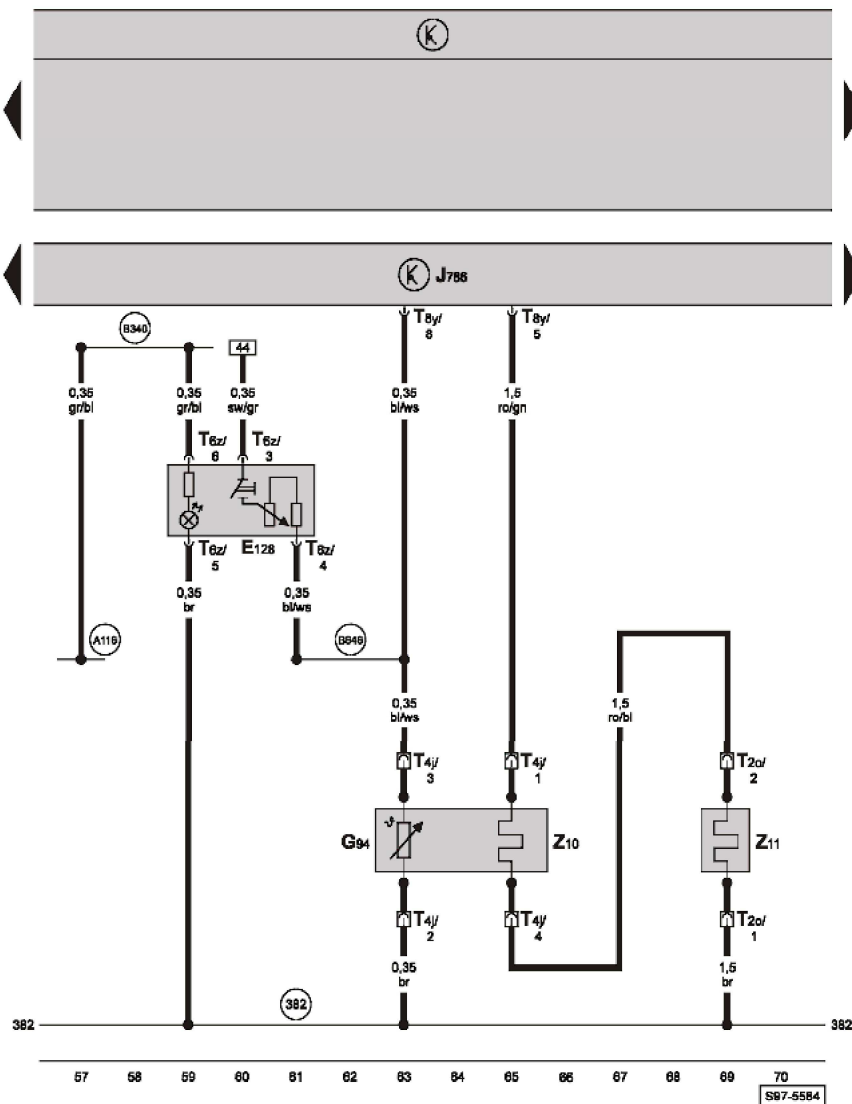 K
K J786
T8y/ T8y/
8 5
B340
44
0,35 0,35 0,35 0,35 1,5
gr/bl gr/bl sw/gr bl/ws ro/gn
T6z/ T6z/
6 3
T6z/ E128 T6z/
5 4
0,35 0,35
br bl/ws
A116 B646
0,35 1,5
bl/ws ro/bl
T4j/ T4j/ T2o/
3 1 2
G94 Z10 Z11
T4j/ T4j/ T2o/
2 4 1
0,35 1,5
br br
382
382 382
57 58 59 60 61 62 63 64 65 66 67 68 69 70
S97-5584